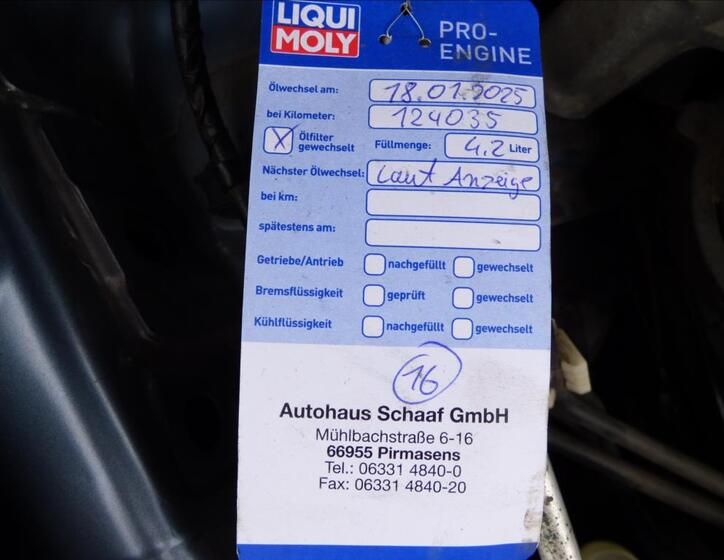 LIQUI
MOLY
PRO-
ENGINE
Ölwechsel am: 18.01.2025
bei Kilometer: 124035
X Ölfilter gewechselt Füllmenge: 4.2 Liter
Nächster Ölwechsel: Laut Anzeige
bei km:
spätestens am:
Getriebe/Antrieb nachgefüllt gewechselt
Bremsflüssigkeit geprüft gewechselt
Kühlflüssigkeit nachgefüllt gewechselt
16
Autohaus Schaaf GmbH
Mühlbachstraße 6-16
66955 Pirmasens
Tel.: 06331 4840-0
Fax: 06331 4840-20